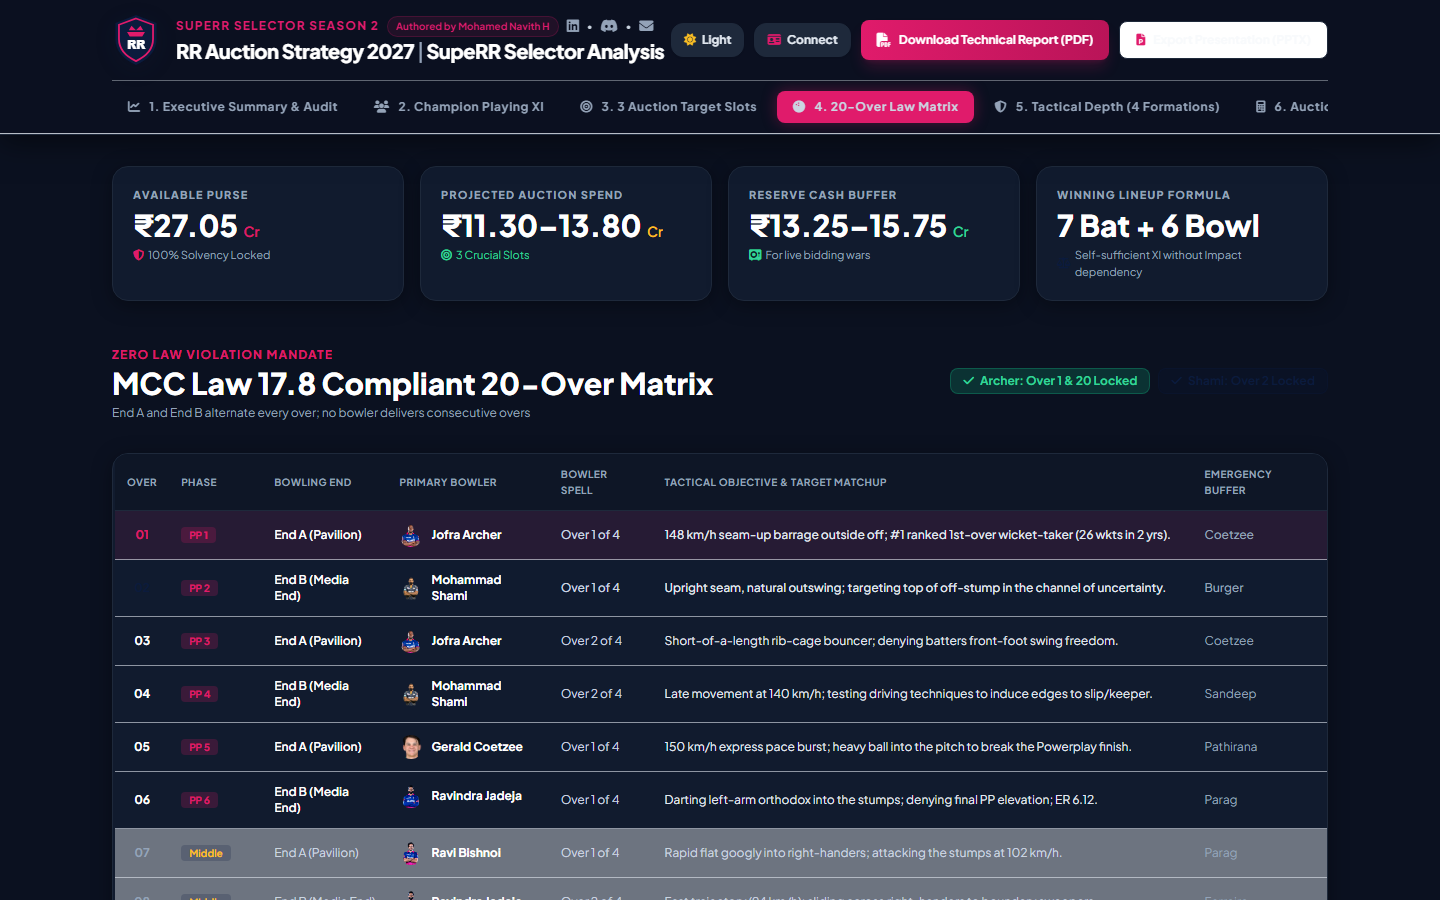 RR
SUPERR SELECTOR SEASON 2
Authored by Mohamed Navith H
RR Auction Strategy 2027 | SupeRR Selector Analysis
Light
Connect
Download Technical Report (PDF)
Export Presentation (PPTX)
1. Executive Summary & Audit
2. Champion Playing XI
3. 3 Auction Target Slots
4. 20-Over Law Matrix
5. Tactical Depth (4 Formations)
6. Auctic
AVAILABLE PURSE
₹27.05 Cr
100% Solvency Locked
PROJECTED AUCTION SPEND
₹11.30–13.80 Cr
3 Crucial Slots
RESERVE CASH BUFFER
₹13.25–15.75 Cr
For live bidding wars
WINNING LINEUP FORMULA
7 Bat + 6 Bowl
Self-sufficient XI without Impact
dependency
ZERO LAW VIOLATION MANDATE
MCC Law 17.8 Compliant 20-Over Matrix
End A and End B alternate every over; no bowler delivers consecutive overs
Archer: Over 1 & 20 Locked
Shami: Over 2 Locked
OVER PHASE BOWLING END PRIMARY BOWLER BOWLER SPELL TACTICAL OBJECTIVE & TARGET MATCHUP EMERGENCY BUFFER
01 PP 1 End A (Pavilion) Jofra Archer Over 1 of 4 148 km/h seam-up barrage outside off; #1 ranked 1st-over wicket-taker (26 wkts in 2 yrs). Coetzee
PP 2 End B (Media End) Mohammad Shami Over 1 of 4 Upright seam, natural outswing; targeting top of off-stump in the channel of uncertainty. Burger
03 PP 3 End A (Pavilion) Jofra Archer Over 2 of 4 Short-of-a-length rib-cage bouncer; denying batters front-foot swing freedom. Coetzee
04 PP 4 End B (Media End) Mohammad Shami Over 2 of 4 Late movement at 140 km/h; testing driving techniques to induce edges to slip/keeper. Sandeep
05 PP 5 End A (Pavilion) Gerald Coetzee Over 1 of 4 150 km/h express pace burst; heavy ball into the pitch to break the Powerplay finish. Pathirana
06 PP 6 End B (Media End) Ravindra Jadeja Over 1 of 4 Darting left-arm orthodox into the stumps; denying final PP elevation; ER 6.12. Parag
07 Middle End A (Pavilion) Ravi Bishnoi Over 1 of 4 Rapid flat googly into right-handers; attacking the stumps at 102 km/h. Parag